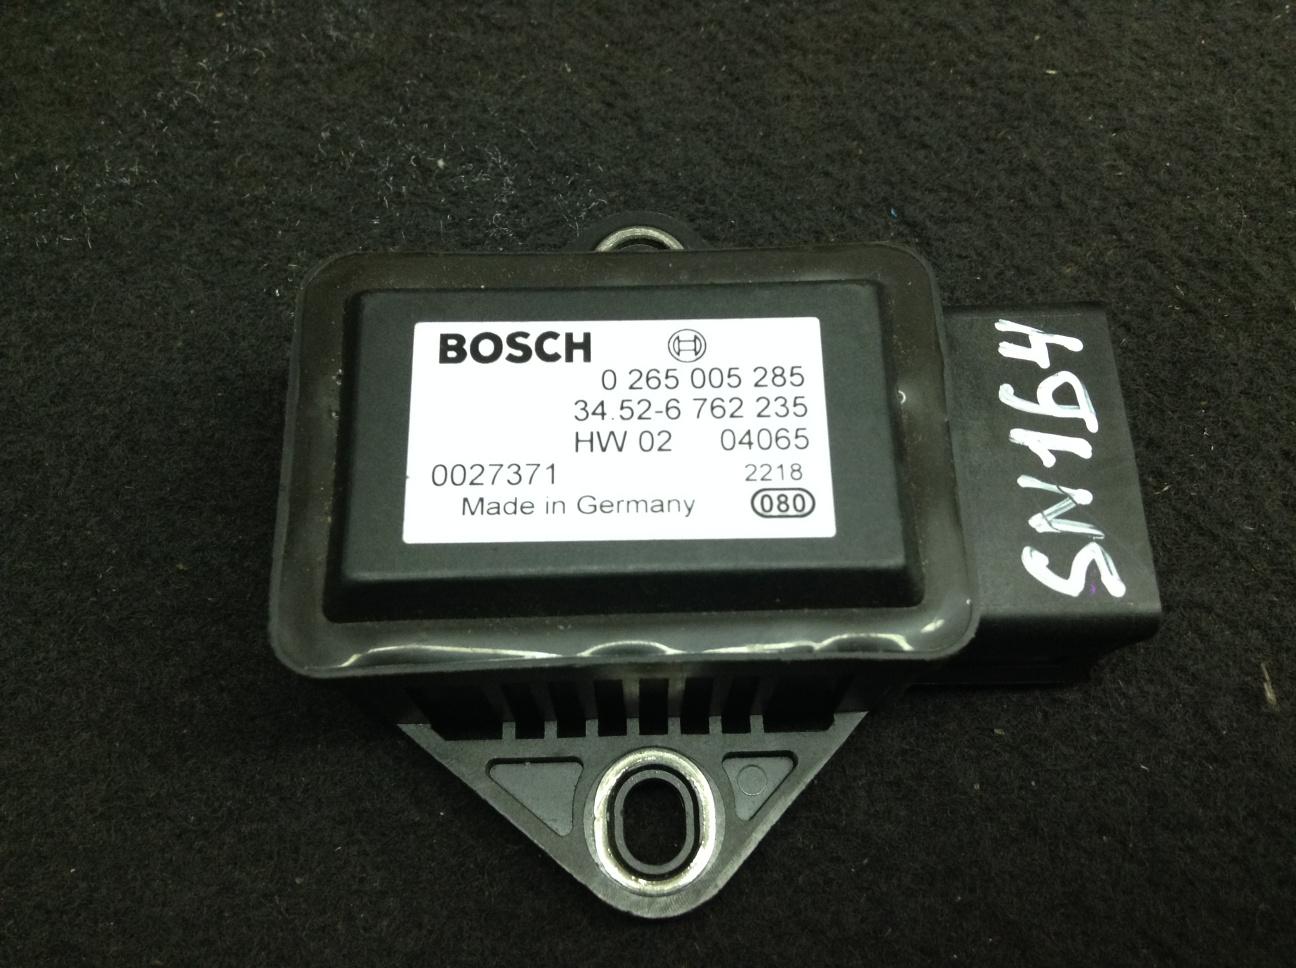 BOSCH
0 265 005 285
34.52-6 762 235
HW 02 04065
0027371 2218
Made in Germany 080
SN164